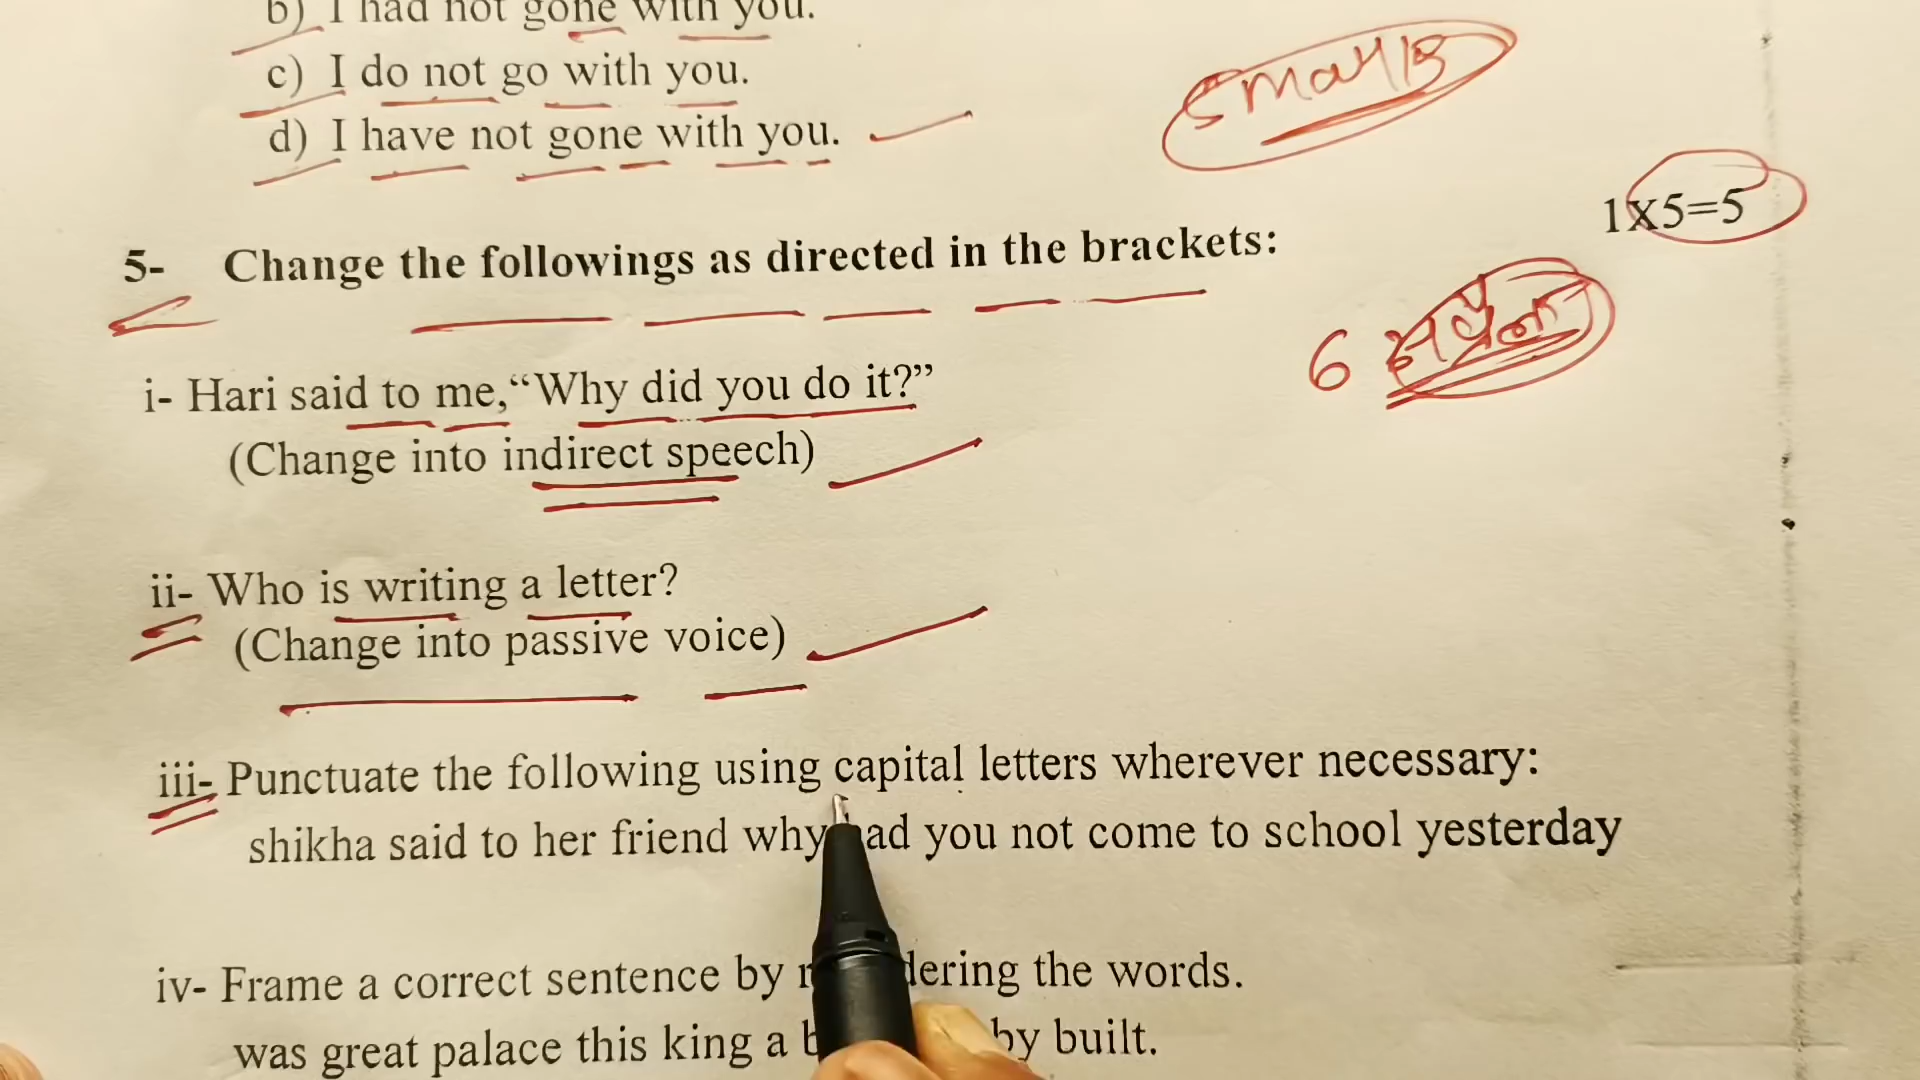 b) I had not gone with you.
c) I do not go with you.
d) I have not gone with you.
1x5=5
5- Change the followings as directed in the brackets:
6
i- Hari said to me,“Why did you do it?”
(Change into indirect speech)
ii- Who is writing a letter?
(Change into passive voice)
iii- Punctuate the following using capital letters wherever necessary:
shikha said to her friend why had you not come to school yesterday
iv- Frame a correct sentence by the words.
was great palace this king a by built.